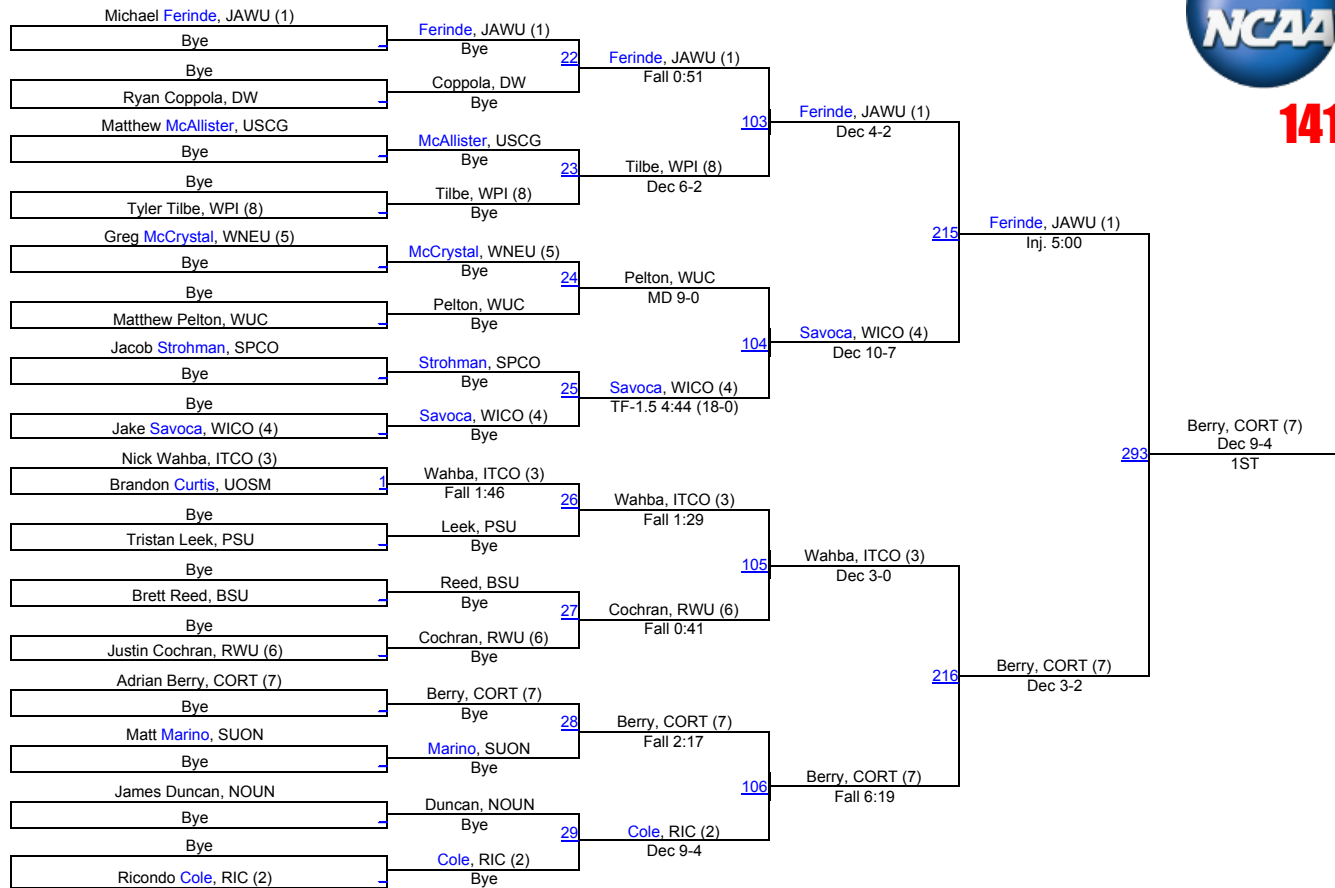 Michael Ferinde, JAWU (1)
Bye
Bye
Ryan Coppola, DW
Matthew McAllister, USCG
Bye
Bye
Tyler Tilbe, WPI (8)
Greg McCrystal, WNEU (5)
Bye
Bye
Matthew Pelton, WUC
Jacob Strohman, SPCO
Bye
Bye
Jake Savoca, WICO (4)
Nick Wahba, ITCO (3)
Brandon Curtis, UOSM
1
Bye
Tristan Leek, PSU
Bye
Brett Reed, BSU
Bye
Justin Cochran, RWU (6)
Adrian Berry, CORT (7)
Bye
Matt Marino, SUON
Bye
James Duncan, NOUN
Bye
Bye
Ricondo Cole, RIC (2)
Ferinde, JAWU (1)
Bye
22
Coppola, DW
Bye
McAllister, USCG
Bye
23
Tilbe, WPI (8)
Bye
McCrystal, WNEU (5)
Bye
24
Pelton, WUC
Bye
Strohman, SPCO
Bye
25
Savoca, WICO (4)
Bye
Wahba, ITCO (3)
Fall 1:46
26
Leek, PSU
Bye
Reed, BSU
Bye
27
Cochran, RWU (6)
Bye
Berry, CORT (7)
Bye
28
Marino, SUON
Bye
Duncan, NOUN
Bye
29
Cole, RIC (2)
Bye
Ferinde, JAWU (1)
Fall 0:51
103
Tilbe, WPI (8)
Dec 6-2
Pelton, WUC
MD 9-0
104
Savoca, WICO (4)
TF-1.5 4:44 (18-0)
Wahba, ITCO (3)
Fall 1:29
105
Cochran, RWU (6)
Fall 0:41
Berry, CORT (7)
Fall 2:17
106
Cole, RIC (2)
Dec 9-4
Ferinde, JAWU (1)
Dec 4-2
215
Savoca, WICO (4)
Dec 10-7
Wahba, ITCO (3)
Dec 3-0
216
Berry, CORT (7)
Fall 6:19
Ferinde, JAWU (1)
Inj. 5:00
293
Berry, CORT (7)
Dec 3-2
Berry, CORT (7)
Dec 9-4
1ST
NCAA
141